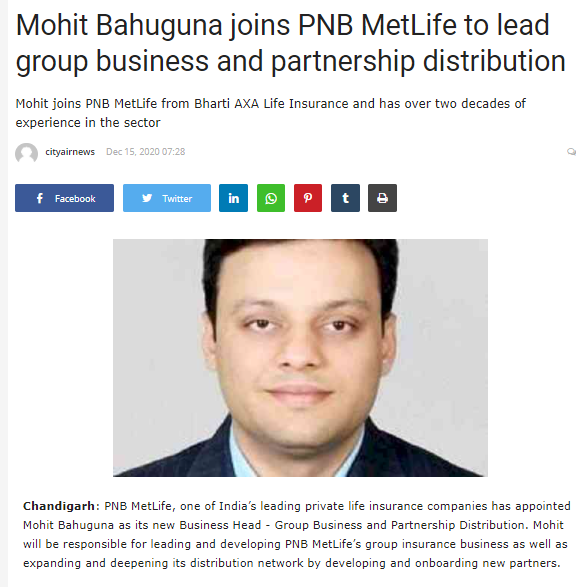 Mohit Bahuguna joins PNB MetLife to lead
group business and partnership distribution
Mohit joins PNB MetLife from Bharti AXA Life Insurance and has over two decades of
experience in the sector
cityairnews Dec 15, 2020 07:28
Facebook Twitter in p t
Chandigarh: PNB MetLife, one of India’s leading private life insurance companies has appointed
Mohit Bahuguna as its new Business Head - Group Business and Partnership Distribution. Mohit
will be responsible for leading and developing PNB MetLife’s group insurance business as well as
expanding and deepening its distribution network by developing and onboarding new partners.